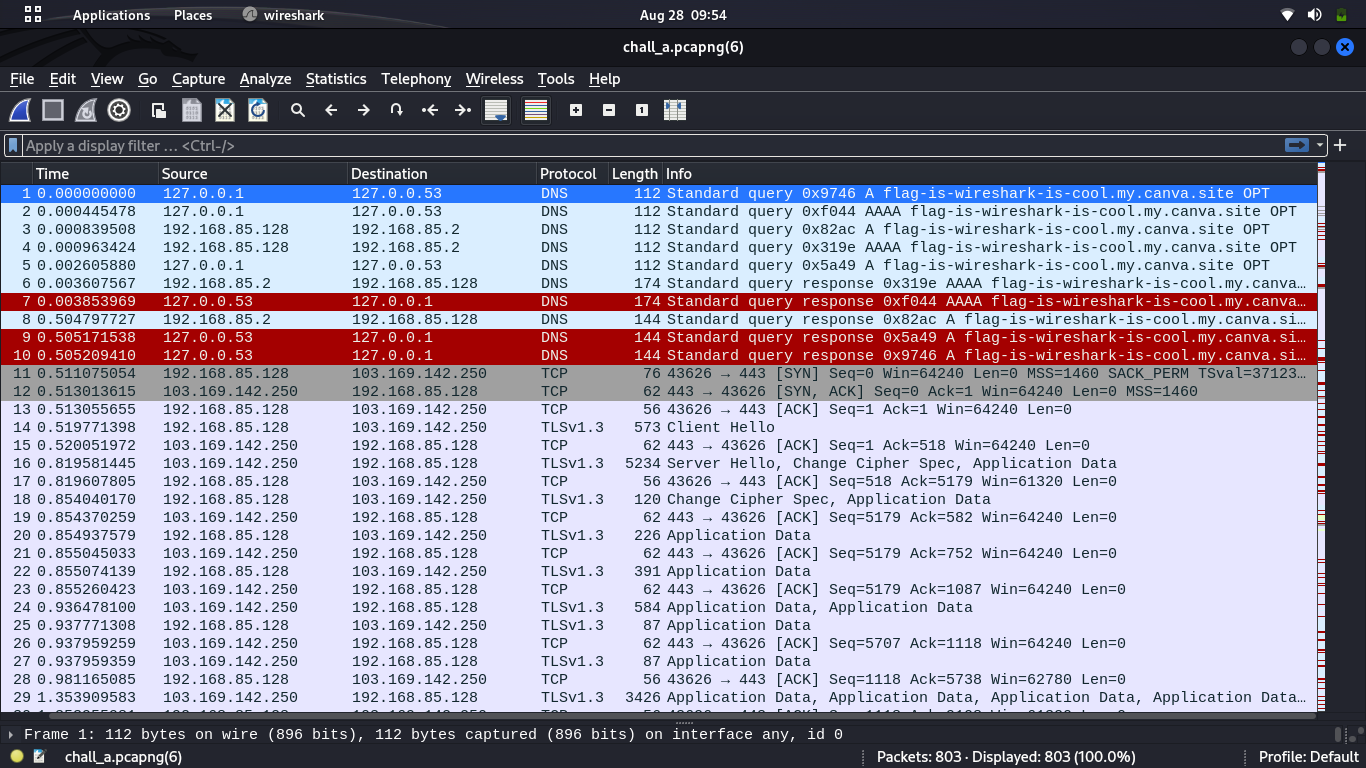 Applications Places wireshark Aug 28 09:54
chall_a.pcapng(6)
File Edit View Go Capture Analyze Statistics Telephony Wireless Tools Help
Apply a display filter … <Ctrl-/>
Time Source Destination Protocol Length Info
1 0.000000000 127.0.0.1 127.0.0.53 DNS 112 Standard query 0x9746 A flag-is-wireshark-is-cool.my.canva.site OPT
2 0.000445478 127.0.0.1 127.0.0.53 DNS 112 Standard query 0xf044 AAAA flag-is-wireshark-is-cool.my.canva.site OPT
3 0.000839508 192.168.85.128 192.168.85.2 DNS 112 Standard query 0x82ac A flag-is-wireshark-is-cool.my.canva.site OPT
4 0.000963424 192.168.85.128 192.168.85.2 DNS 112 Standard query 0x319e AAAA flag-is-wireshark-is-cool.my.canva.site OPT
5 0.002605880 127.0.0.1 127.0.0.53 DNS 112 Standard query 0x5a49 A flag-is-wireshark-is-cool.my.canva.site OPT
6 0.003607567 192.168.85.2 192.168.85.128 DNS 174 Standard query response 0x319e AAAA flag-is-wireshark-is-cool.my.canva…
7 0.003853969 127.0.0.53 127.0.0.1 DNS 174 Standard query response 0xf044 AAAA flag-is-wireshark-is-cool.my.canva…
8 0.504797727 192.168.85.2 192.168.85.128 DNS 144 Standard query response 0x82ac A flag-is-wireshark-is-cool.my.canva.si…
9 0.505171538 127.0.0.53 127.0.0.1 DNS 144 Standard query response 0x5a49 A flag-is-wireshark-is-cool.my.canva.si…
10 0.505209410 127.0.0.53 127.0.0.1 DNS 144 Standard query response 0x9746 A flag-is-wireshark-is-cool.my.canva.si…
11 0.511075054 192.168.85.128 103.169.142.250 TCP 76 43626 → 443 [SYN] Seq=0 Win=64240 Len=0 MSS=1460 SACK_PERM TSval=37123…
12 0.513013615 103.169.142.250 192.168.85.128 TCP 62 443 → 43626 [SYN, ACK] Seq=0 Ack=1 Win=64240 Len=0 MSS=1460
13 0.513055655 192.168.85.128 103.169.142.250 TCP 56 43626 → 443 [ACK] Seq=1 Ack=1 Win=64240 Len=0
14 0.519771398 192.168.85.128 103.169.142.250 TLSv1.3 573 Client Hello
15 0.520051972 103.169.142.250 192.168.85.128 TCP 62 443 → 43626 [ACK] Seq=1 Ack=518 Win=64240 Len=0
16 0.819581445 103.169.142.250 192.168.85.128 TLSv1.3 5234 Server Hello, Change Cipher Spec, Application Data
17 0.819607805 192.168.85.128 103.169.142.250 TCP 56 43626 → 443 [ACK] Seq=518 Ack=5179 Win=61320 Len=0
18 0.854040170 192.168.85.128 103.169.142.250 TLSv1.3 120 Change Cipher Spec, Application Data
19 0.854370259 103.169.142.250 192.168.85.128 TCP 62 443 → 43626 [ACK] Seq=5179 Ack=582 Win=64240 Len=0
20 0.854937579 192.168.85.128 103.169.142.250 TLSv1.3 226 Application Data
21 0.855045033 103.169.142.250 192.168.85.128 TCP 62 443 → 43626 [ACK] Seq=5179 Ack=752 Win=64240 Len=0
22 0.855074139 192.168.85.128 103.169.142.250 TLSv1.3 391 Application Data
23 0.855260423 103.169.142.250 192.168.85.128 TCP 62 443 → 43626 [ACK] Seq=5179 Ack=1087 Win=64240 Len=0
24 0.936478100 103.169.142.250 192.168.85.128 TLSv1.3 584 Application Data, Application Data
25 0.937771308 192.168.85.128 103.169.142.250 TLSv1.3 87 Application Data
26 0.937959259 103.169.142.250 192.168.85.128 TCP 62 443 → 43626 [ACK] Seq=5707 Ack=1118 Win=64240 Len=0
27 0.937959359 103.169.142.250 192.168.85.128 TLSv1.3 87 Application Data
28 0.981165085 192.168.85.128 103.169.142.250 TCP 56 43626 → 443 [ACK] Seq=1118 Ack=5738 Win=62780 Len=0
29 1.353909583 103.169.142.250 192.168.85.128 TLSv1.3 3426 Application Data, Application Data, Application Data, Application Data…
Frame 1: 112 bytes on wire (896 bits), 112 bytes captured (896 bits) on interface any, id 0
chall_a.pcapng(6) Packets: 803 · Displayed: 803 (100.0%) Profile: Default